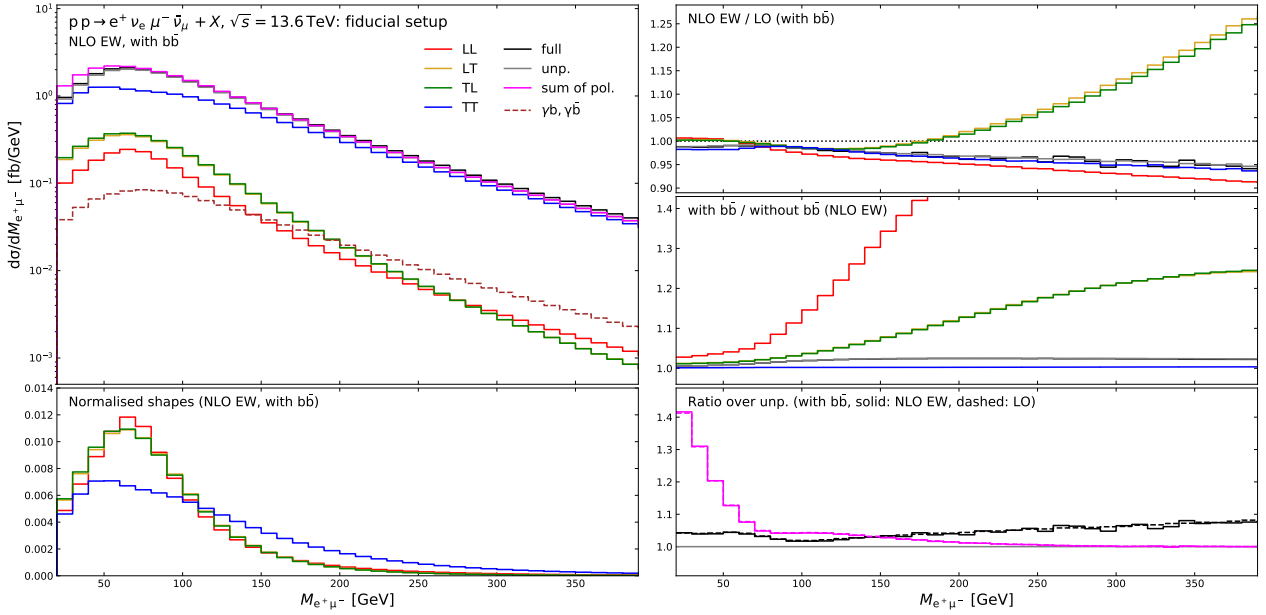 pp→e⁺ νₑ μ⁻ ν̄_μ + X, √s = 13.6 TeV: fiducial setup
NLO EW, with bb̄
LL
LT
TL
TT
full
unp.
sum of pol.
γb, γb̄
dσ/dM_e⁺μ⁻ [fb/GeV]
10¹
10⁰
10⁻¹
10⁻²
10⁻³
Normalised shapes (NLO EW, with bb̄)
0.014
0.012
0.010
0.008
0.006
0.004
0.002
0.000
50 100 150 200 250 300 350
M_e⁺μ⁻ [GeV]
NLO EW / LO (with bb̄)
1.25
1.20
1.15
1.10
1.05
1.00
0.95
0.90
with bb̄ / without bb̄ (NLO EW)
1.4
1.3
1.2
1.1
1.0
Ratio over unp. (with bb̄, solid: NLO EW, dashed: LO)
1.4
1.3
1.2
1.1
1.0
50 100 150 200 250 300 350
M_e⁺μ⁻ [GeV]